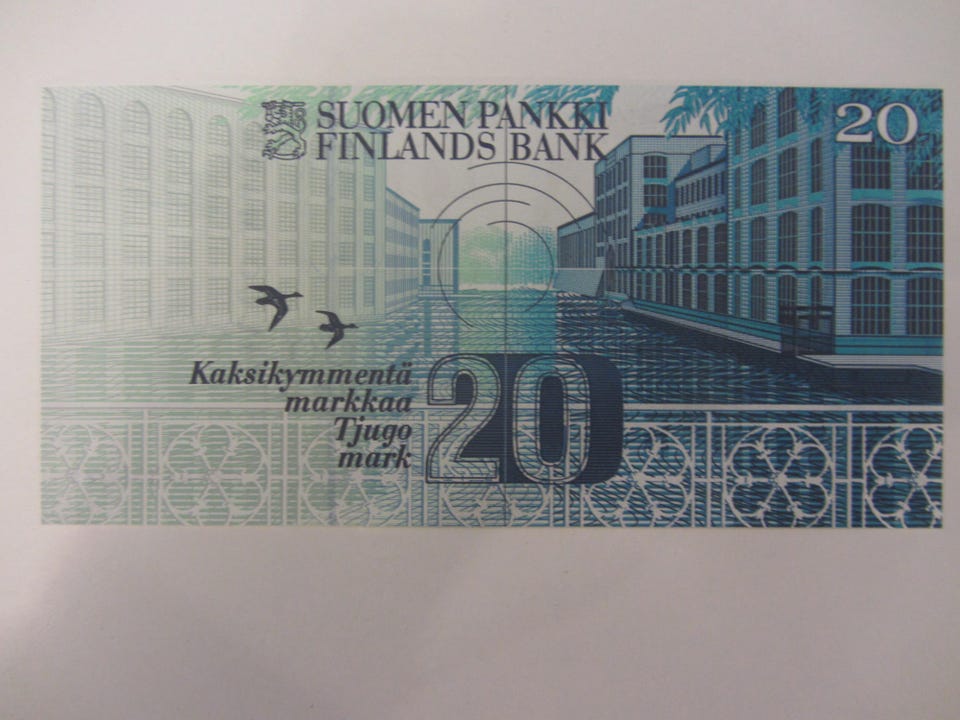 SUOMEN PANKKI
FINLANDS BANK
20
Kaksikymmentä
markkaa
Tjugo
mark
20